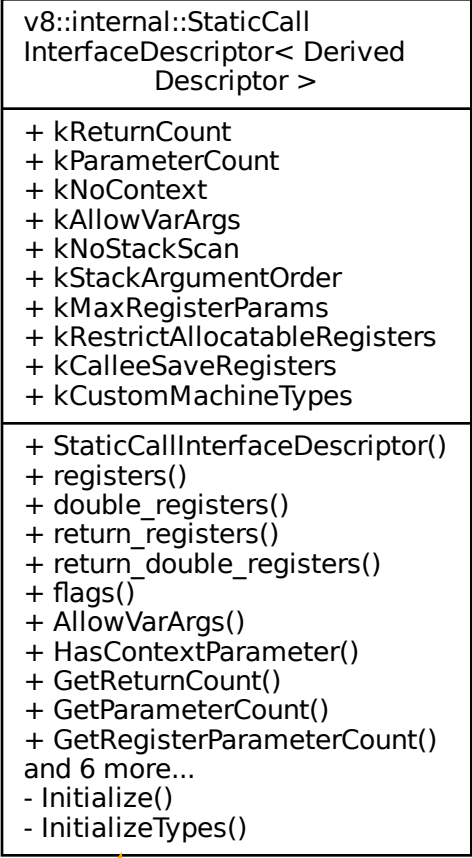 v8::internal::StaticCall
InterfaceDescriptor< Derived
Descriptor >
+ kReturnCount
+ kParameterCount
+ kNoContext
+ kAllowVarArgs
+ kNoStackScan
+ kStackArgumentOrder
+ kMaxRegisterParams
+ kRestrictAllocatableRegisters
+ kCalleeSaveRegisters
+ kCustomMachineTypes
+ StaticCallInterfaceDescriptor()
+ registers()
+ double_registers()
+ return_registers()
+ return_double_registers()
+ flags()
+ AllowVarArgs()
+ HasContextParameter()
+ GetReturnCount()
+ GetParameterCount()
+ GetRegisterParameterCount()
and 6 more...
- Initialize()
- InitializeTypes()